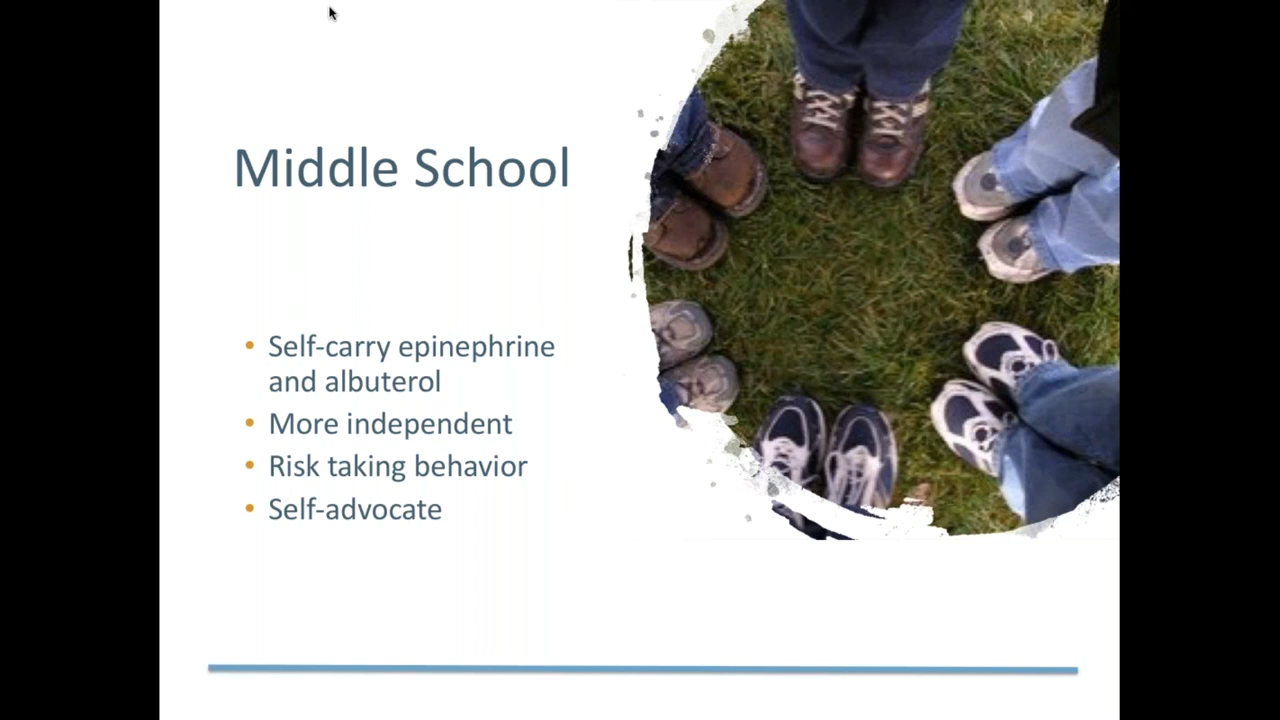 Middle School
• Self-carry epinephrine
and albuterol
• More independent
• Risk taking behavior
• Self-advocate